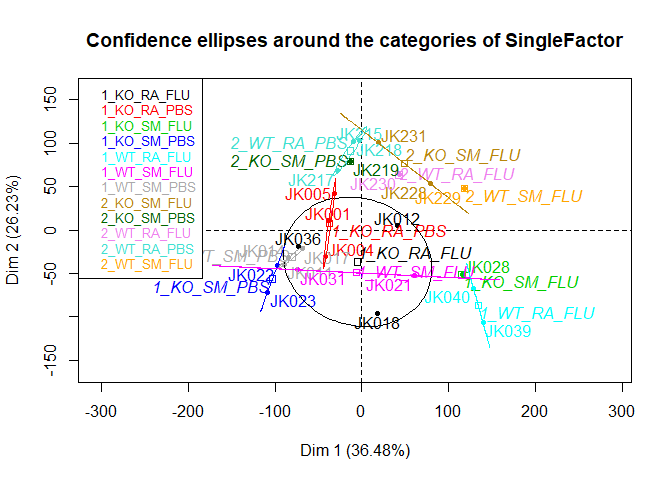 Confidence ellipses around the categories of SingleFactor
Dim 2 (26.23%)
150
100
50
0
-50
-150
1_KO_RA_FLU
1_KO_RA_PBS
1_KO_SM_FLU
1_KO_SM_PBS
1_WT_RA_FLU
1_WT_SM_FLU
1_WT_SM_PBS
2_KO_SM_FLU
2_KO_SM_PBS
2_WT_RA_FLU
2_WT_RA_PBS
2_WT_SM_FLU
JK215
JK231
2_WT_RA_PBS
JK218
2_KO_SM_FLU
2_KO_SM_PBS
JK219
2_WT_RA_FLU
JK217
JK230
JK005
JK228
JK229
2_WT_SM_FLU
JK001
JK012
1_KO_RA_PBS
JK036
JK004
1_KO_RA_FLU
JK022
1_WT_SM_FLU
JK028
JK031
JK021
1_KO_SM_FLU
1_KO_SM_PBS
JK023
JK040
1_WT_RA_FLU
JK018
JK039
-300
-200
-100
0
100
200
300
Dim 1 (36.48%)